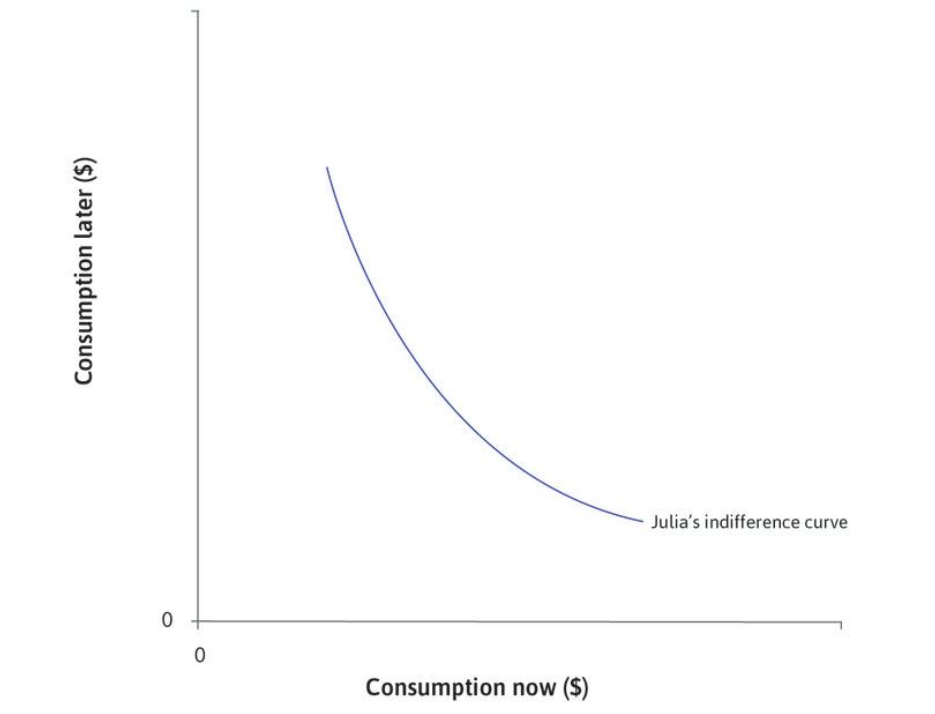 Consumption later ($)
Julia's indifference curve
0
0
Consumption now ($)